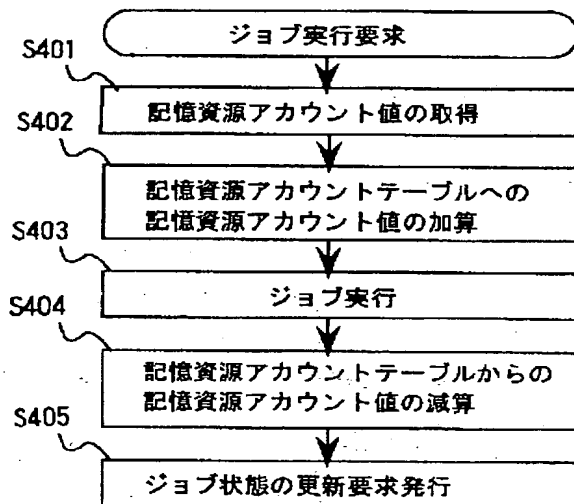 ジョブ実行要求
S401
記憶資源アカウント値の取得
S402
記憶資源アカウントテーブルへの
記憶資源アカウント値の加算
S403
ジョブ実行
S404
記憶資源アカウントテーブルからの
記憶資源アカウント値の減算
S405
ジョブ状態の更新要求発行